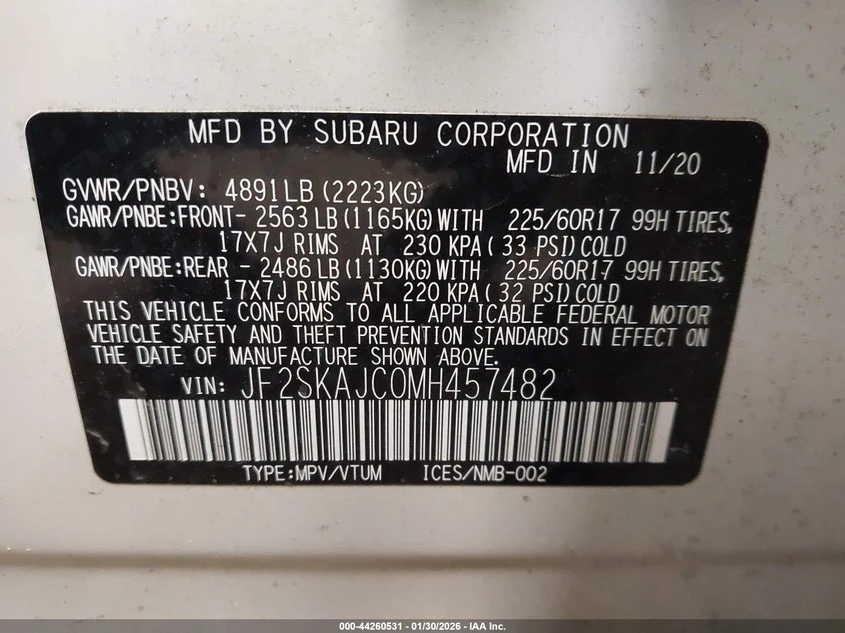 MFD BY SUBARU CORPORATION
MFD IN 11/20
GVWR/PNBV: 4891LB (2223KG)
GAWR/PNBE:FRONT- 2563 LB (1165KG) WITH 225/60R17 99H TIRES,
17X7J RIMS AT 230 KPA ( 33 PSI) COLD
GAWR/PNBE:REAR - 2486 LB (1130KG) WITH 225/60R17 99H TIRES,
17X7J RIMS AT 220 KPA ( 32 PSI) COLD
THIS VEHICLE CONFORMS TO ALL APPLICABLE FEDERAL MOTOR
VEHICLE SAFETY AND THEFT PREVENTION STANDARDS IN EFFECT ON
THE DATE OF MANUFACTURE SHOWN ABOVE.
VIN: JF2SKAJC0MH457482
TYPE:MPV/VTUM ICES/NMB-002
000-44260531 - 01/30/2026 - IAA Inc.